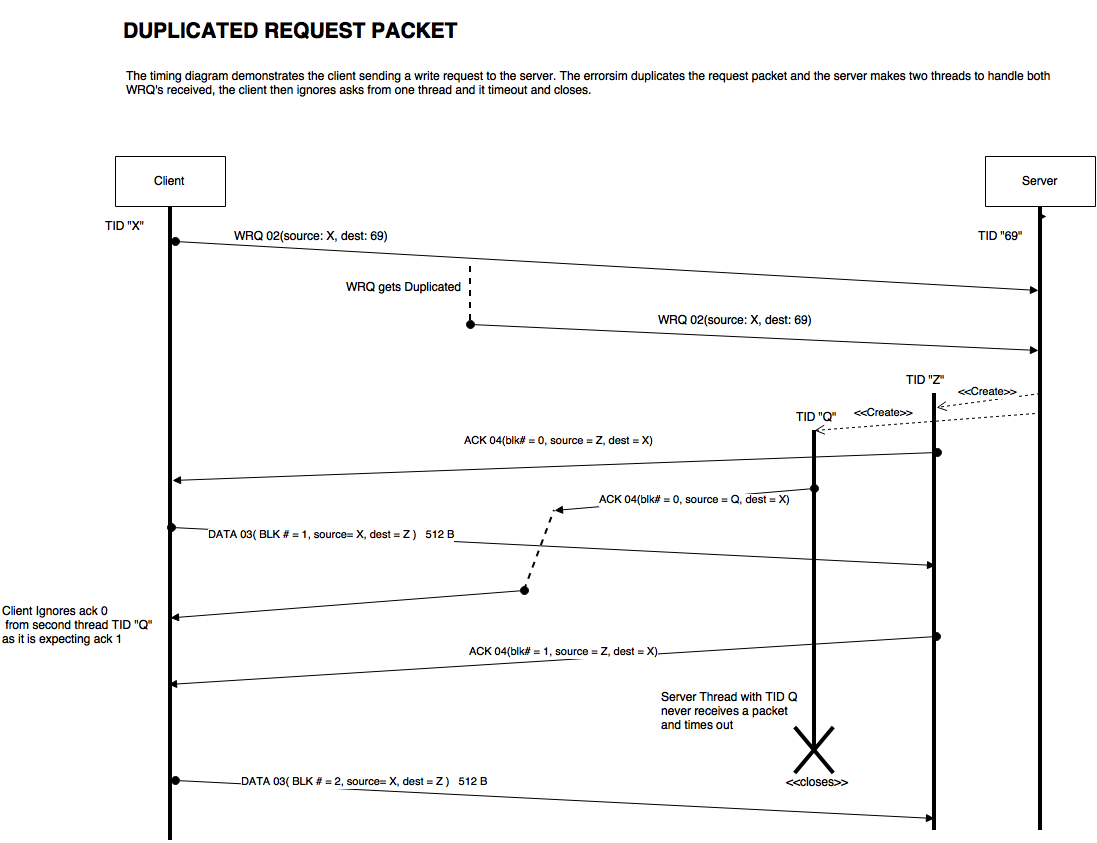 DUPLICATED REQUEST PACKET
The timing diagram demonstrates the client sending a write request to the server. The errorsim duplicates the request packet and the server makes two threads to handle both
WRQ's received, the client then ignores asks from one thread and it timeout and closes.
Client
Server
TID "X"
WRQ 02(source: X, dest: 69)
TID "69"
WRQ gets Duplicated
WRQ 02(source: X, dest: 69)
TID "Z"
<<Create>>
TID "Q"
<<Create>>
ACK 04(blk# = 0, source = Z, dest = X)
ACK 04(blk# = 0, source = Q, dest = X)
DATA 03( BLK # = 1, source= X, dest = Z ) 512 B
Client Ignores ack 0
from second thread TID "Q"
as it is expecting ack 1
ACK 04(blk# = 1, source = Z, dest = X)
Server Thread with TID Q
never receives a packet
and times out
<<closes>>
DATA 03( BLK # = 2, source= X, dest = Z ) 512 B